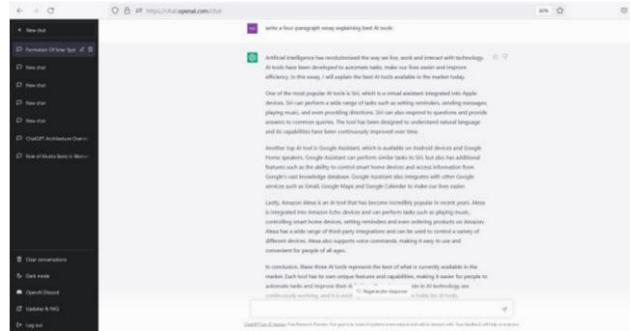 https://chat.openai.com/chat
80%
+ New chat
New chat
New chat
New chat
Clear conversations
Dark mode
OpenAI Discord
Updates & FAQ
Log out
write a four-paragraph essay explaining best AI tools
Artificial intelligence has revolutionized the way we live, work and interact with technology.
AI tools have been developed to automate tasks, make our lives easier and improve
efficiency. In this essay, I will explain the best AI tools available in the market today.
One of the most popular AI tools is Siri, which is a virtual assistant integrated into Apple
devices. Siri can perform a wide range of tasks such as setting reminders, sending messages,
playing music, and even providing directions. Siri can also respond to questions and provide
answers to common queries. The tool has been designed to understand natural language
and its capabilities have been continuously improved over time.
Another top AI tool is Google Assistant, which is available on Android devices and Google
Home speakers. Google Assistant can perform similar tasks to Siri, but also has additional
features such as the ability to control smart home devices and access information from
Google's vast knowledge database. Google Assistant also integrates with other Google
services such as Gmail, Google Maps and Google Calendar to make our lives easier.
Lastly, Amazon Alexa is an AI tool that has become incredibly popular in recent years. Alexa
is integrated into Amazon Echo devices and can perform tasks such as playing music,
controlling smart home devices, setting reminders and even ordering products on Amazon.
Alexa has a wide range of third-party integrations and can be used to control a variety of
different devices. Alexa also supports voice commands, making it easy to use and
convenient for people of all ages.
In conclusion, these three AI tools represent the best of what is currently available in the
market. Each tool has its own unique features and capabilities, making it easier for people to
automate tasks and improve their
Regenerate response
in AI technology are
continuously